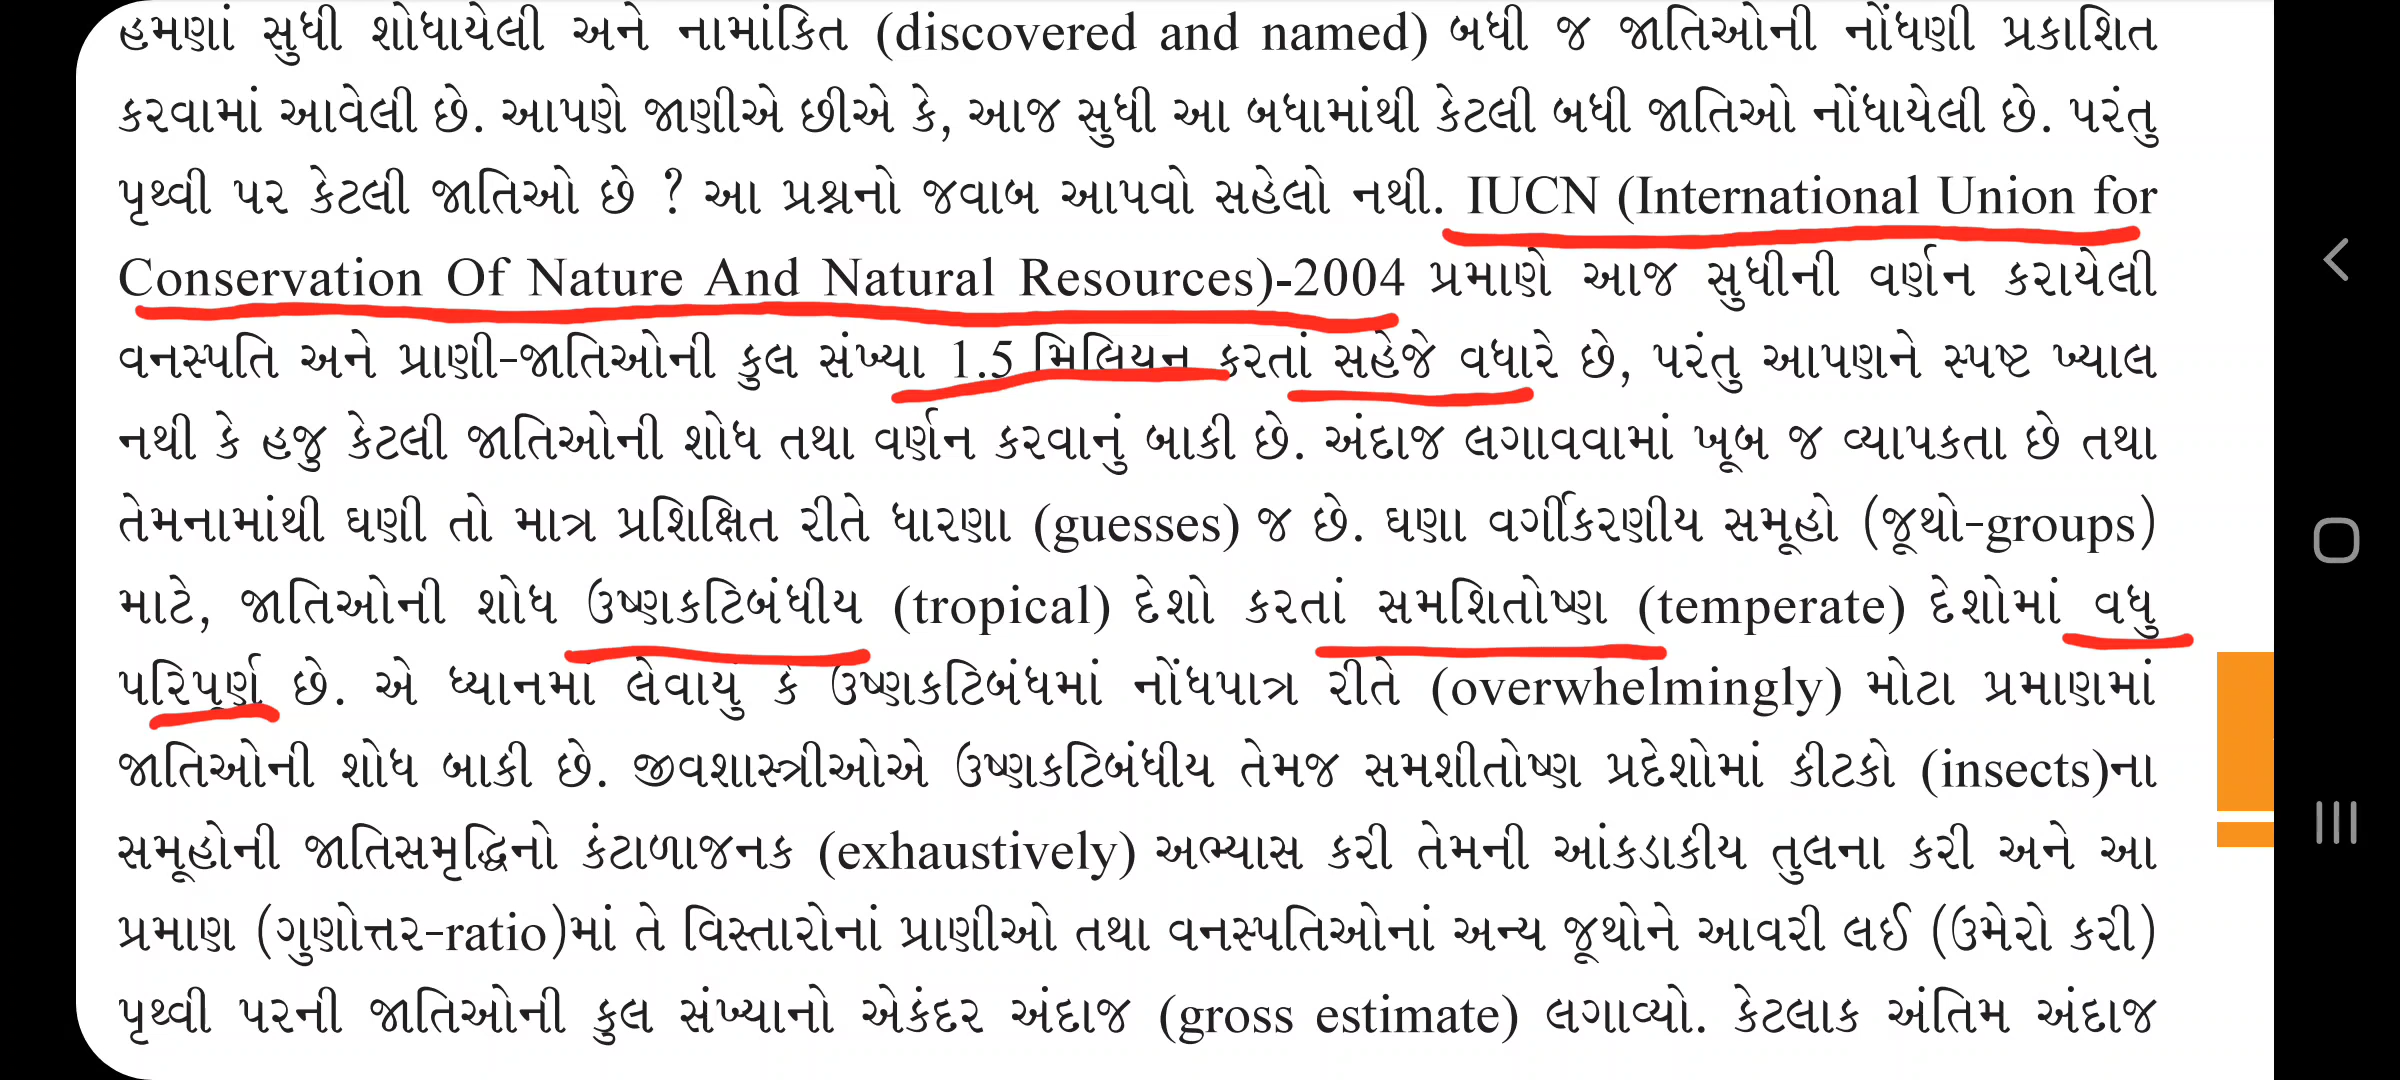 હમણાં સુધી શોધાયેલી અને નામાંકિત (discovered and named) બધી જ જાતિઓની નોંધણી પ્રકાશિત
કરવામાં આવેલી છે. આપણે જાણીએ છીએ કે, આજ સુધી આ બધામાંથી કેટલી બધી જાતિઓ નોંધાયેલી છે. પરંતુ
પૃથ્વી પર કેટલી જાતિઓ છે ? આ પ્રશ્નનો જવાબ આપવો સહેલો નથી. IUCN (International Union for
Conservation Of Nature And Natural Resources)-2004 પ્રમાણે આજ સુધીની વર્ણન કરાયેલી
વનસ્પતિ અને પ્રાણી-જાતિઓની કુલ સંખ્યા 1.5 મિલિયન કરતાં સહેજે વધારે છે, પરંતુ આપણને સ્પષ્ટ ખ્યાલ
નથી કે હજુ કેટલી જાતિઓની શોધ તથા વર્ણન કરવાનું બાકી છે. અંદાજ લગાવવામાં ખૂબ જ વ્યાપકતા છે તથા
તેમનામાંથી ઘણી તો માત્ર પ્રશિક્ષિત રીતે ધારણા (guesses) જ છે. ઘણા વર્ગીકરણીય સમૂહો (જૂથો-groups)
માટે, જાતિઓની શોધ ઉષ્ણકટિબંધીય (tropical) દેશો કરતાં સમશિતોષ્ણ (temperate) દેશોમાં વધુ
પરિપૂર્ણ છે. એ ધ્યાનમાં લેવાયું કે ઉષ્ણકટિબંધમાં નોંધપાત્ર રીતે (overwhelmingly) મોટા પ્રમાણમાં
જાતિઓની શોધ બાકી છે. જીવશાસ્ત્રીઓએ ઉષ્ણકટિબંધીય તેમજ સમશીતોષ્ણ પ્રદેશોમાં કીટકો (insects)ના
સમૂહોની જાતિસમૃદ્ધિનો કંટાળાજનક (exhaustively) અભ્યાસ કરી તેમની આંકડાકીય તુલના કરી અને આ
પ્રમાણ (ગુણોત્તર-ratio)માં તે વિસ્તારોનાં પ્રાણીઓ તથા વનસ્પતિઓનાં અન્ય જૂથોને આવરી લઈ (ઉમેરો કરી)
પૃથ્વી પરની જાતિઓની કુલ સંખ્યાનો એકંદર અંદાજ (gross estimate) લગાવ્યો. કેટલાક અંતિમ અંદાજ